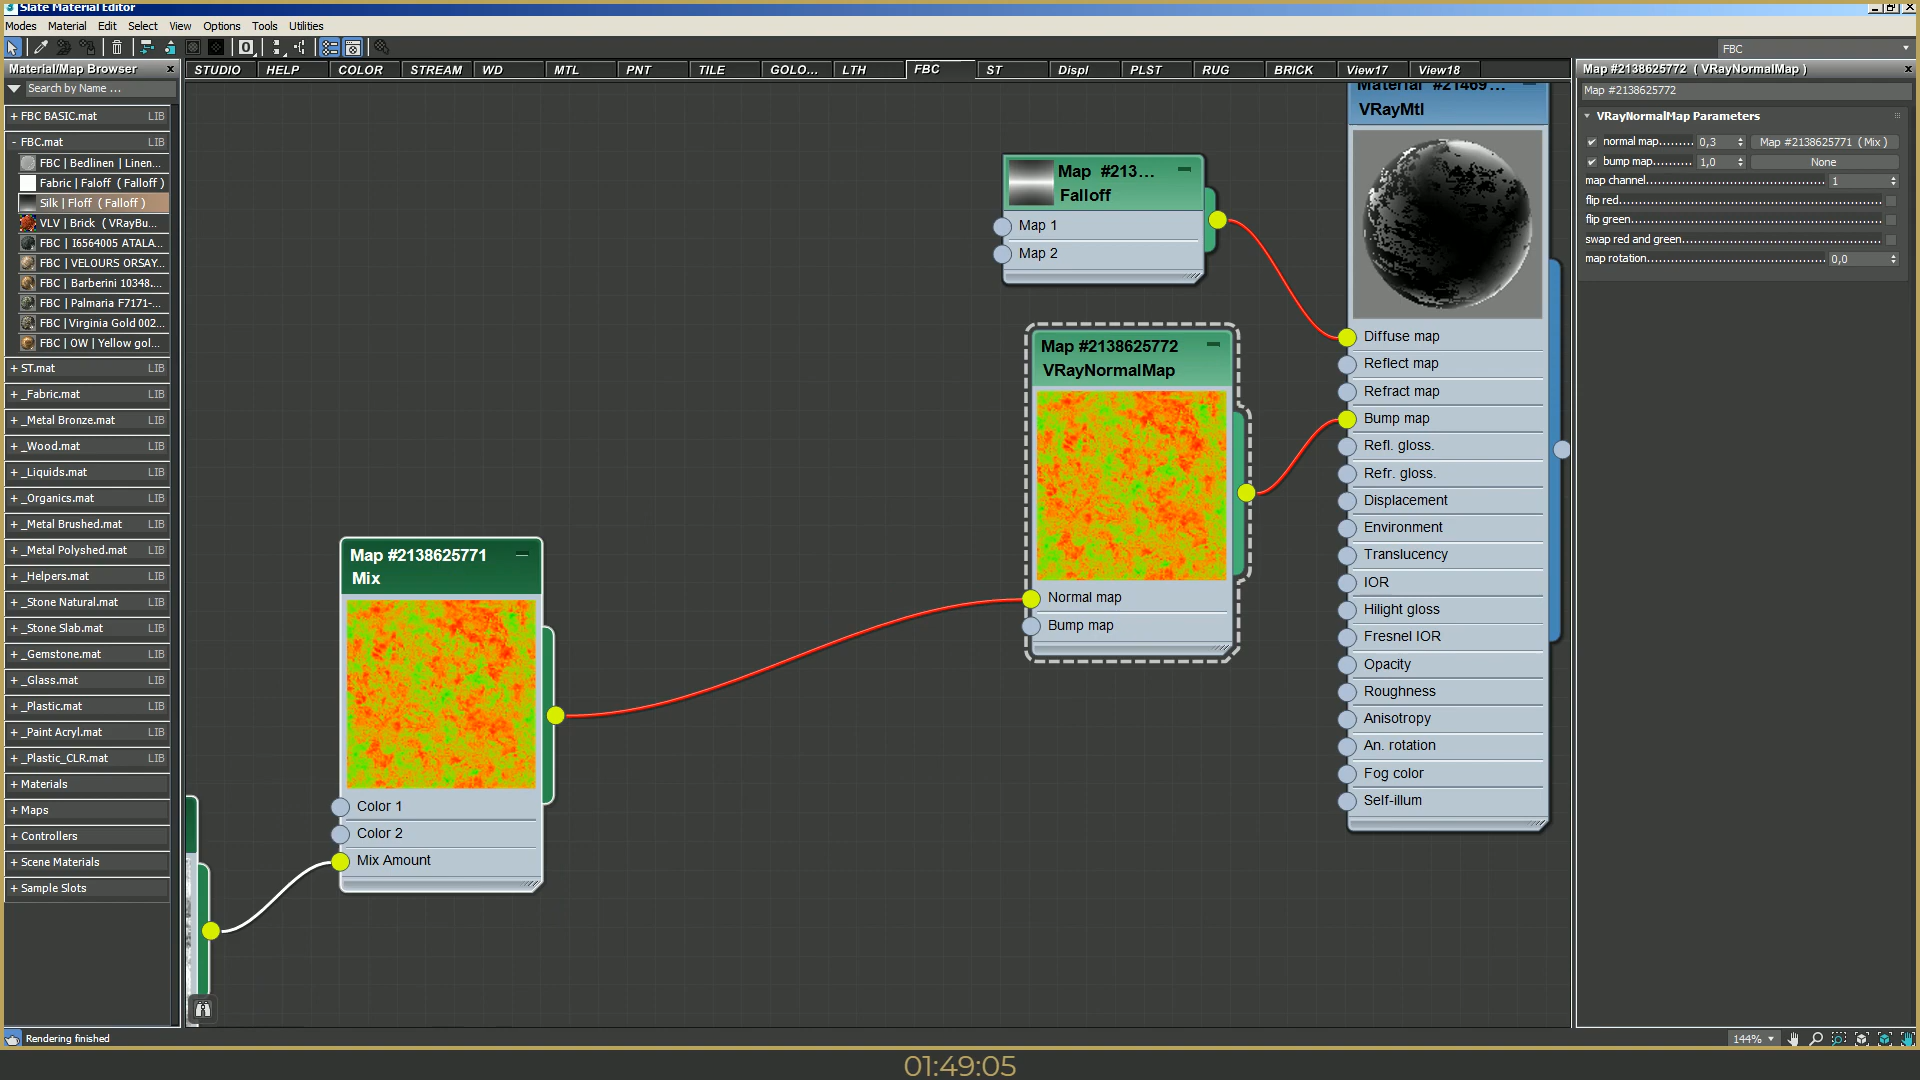 Slate Material Editor
Modes Material Edit Select View Options Tools Utilities
FBC
Material/Map Browser x
Search by Name ...
+ FBC BASIC.mat LIB
- FBC.mat LIB
FBC | Bedlinen | Linen...
Fabric | Faloff ( Falloff )
Silk | Floff ( Falloff )
VLV | Brick ( VRayBu...
FBC | I6564005 ATALA...
FBC | VELOURS ORSAY...
FBC | Barberini 10348....
FBC | Palmaria F7171-...
FBC | Virginia Gold 002...
FBC | OW | Yellow gol...
+ ST.mat LIB
+ _Fabric.mat LIB
+ _Metal Bronze.mat LIB
+ _Wood.mat LIB
+ _Liquids.mat LIB
+ _Organics.mat LIB
+ _Metal Brushed.mat LIB
+ _Metal Polyshed.mat LIB
+ _Helpers.mat LIB
+ _Stone Natural.mat LIB
+ _Stone Slab.mat LIB
+ _Gemstone.mat LIB
+ _Glass.mat LIB
+ _Plastic.mat LIB
+ _Paint Acryl.mat LIB
+ _Plastic_CLR.mat LIB
+ Materials
+ Maps
+ Controllers
+ Scene Materials
+ Sample Slots
STUDIO HELP COLOR STREAM WD MTL PNT TILE GOLO... LTH FBC ST Displ PLST RUG BRICK View17 View18
Map #213...
Falloff
Map 1
Map 2
Map #2138625772
VRayNormalMap
Normal map
Bump map
Map #2138625771
Mix
Color 1
Color 2
Mix Amount
Material #21469...
VRayMtl
Diffuse map
Reflect map
Refract map
Bump map
Refl. gloss.
Refr. gloss.
Displacement
Environment
Translucency
IOR
Hilight gloss
Fresnel IOR
Opacity
Roughness
Anisotropy
An. rotation
Fog color
Self-illum
Map #2138625772 ( VRayNormalMap ) x
Map #2138625772
VRayNormalMap Parameters
normal map........ 0,3 Map #2138625771 ( Mix )
bump map.......... 1,0 None
map channel........ 1
flip red........
flip green........
swap red and green........
map rotation........ 0,0
Rendering finished
144%
01:49:05